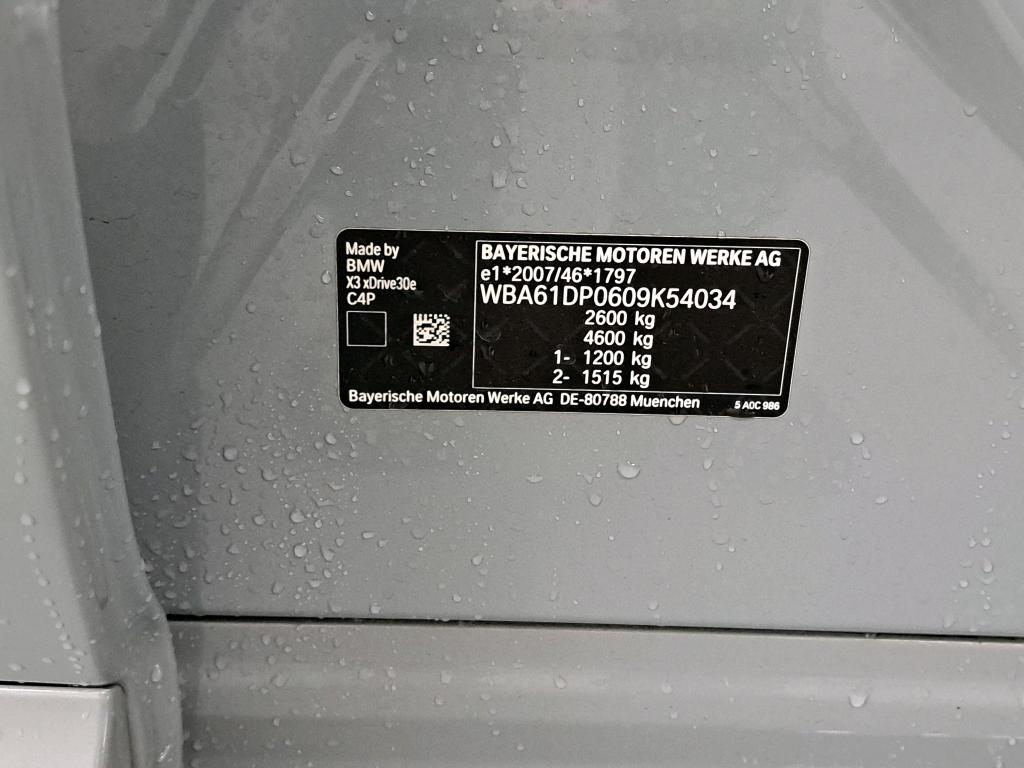 Made by
BMW
X3 xDrive30e
C4P
BAYERISCHE MOTOREN WERKE AG
e1*2007/46*1797
WBA61DP0609K54034
2600 kg
4600 kg
1- 1200 kg
2- 1515 kg
Bayerische Motoren Werke AG DE-80788 Muenchen
5 A0C 986